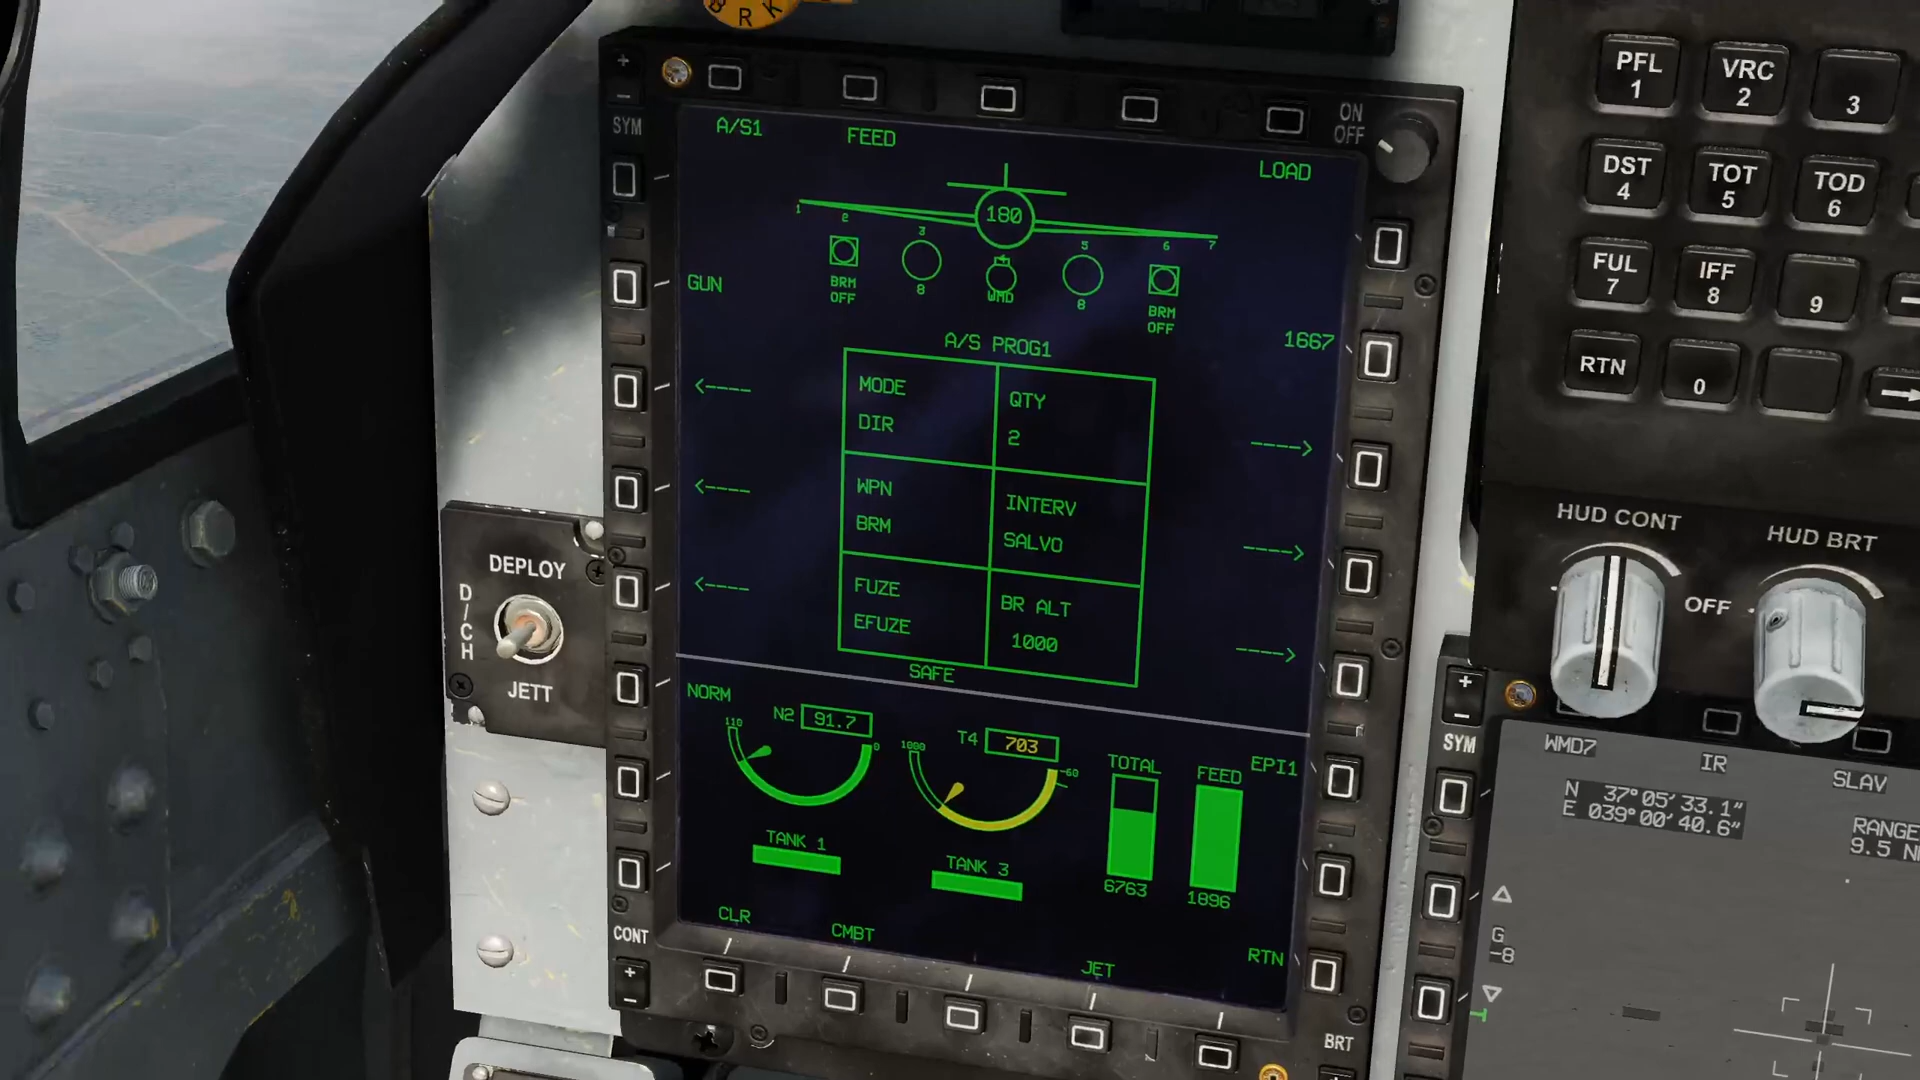 R K
+
-
SYM
ON
OFF
A/S1
FEED
LOAD
180
1
2
3
5
6
7
BRM
OFF
8
WMD
8
BRM
OFF
GUN
1667
A/S PROG1
MODE
DIR
QTY
2
WPN
BRM
INTERV
SALVO
FUZE
EFUZE
BR ALT
1000
SAFE
NORM
110
N2 91.7
0
1000
T4 703
-60
TOTAL
FEED
EPI1
TANK 1
TANK 3
6763
1896
CLR
CMBT
JET
RTN
CONT
+
-
BRT
DEPLOY
D/CH
JETT
PFL
1
VRC
2
3
DST
4
TOT
5
TOD
6
FUL
7
IFF
8
9
RTN
0
HUD CONT
HUD BRT
OFF
+
-
SYM
WMD7
IR
SLAV
N 37°05'33.1"
E 039°00'40.6"
RANGE
9.5
G
-8